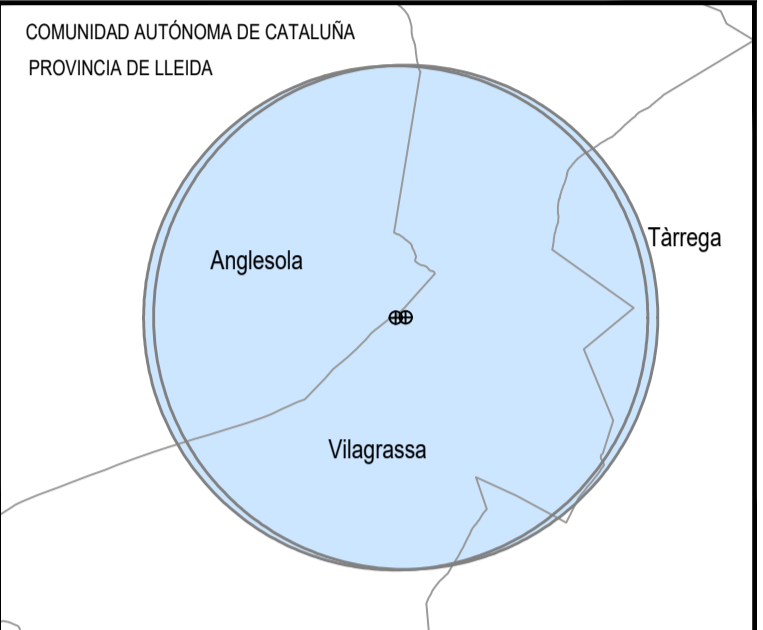 COMUNIDAD AUTÓNOMA DE CATALUÑA
PROVINCIA DE LLEIDA
Tàrrega
Anglesola
Vilagrassa